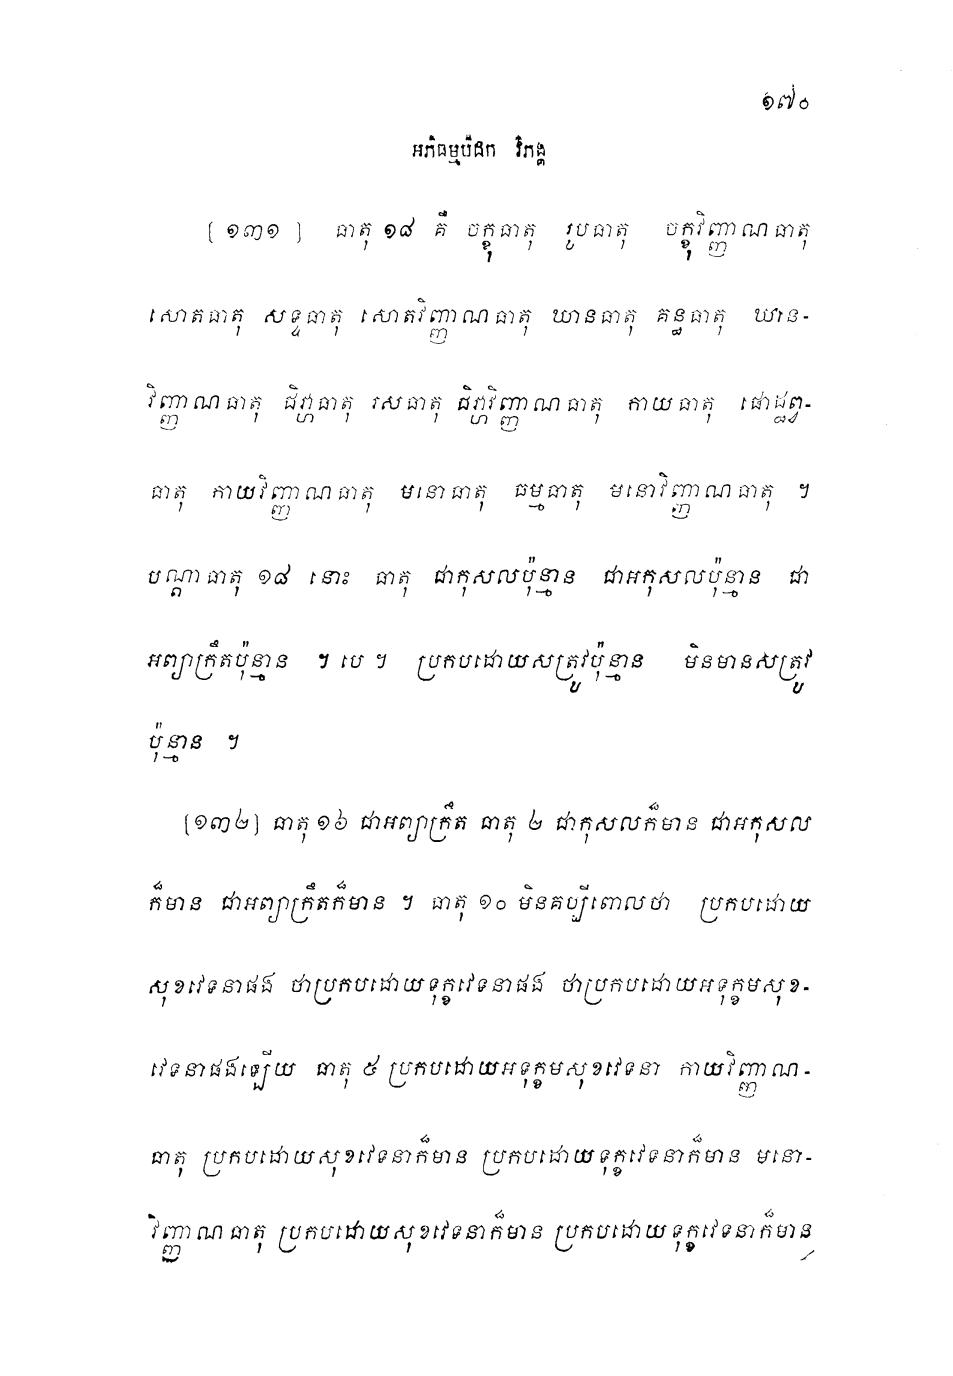 ១៧០
អភិធម្មបិដក វិភង្គ
[ ១៣១ ] ធាតុ ១៨ គឺ ចក្ខុធាតុ រូបធាតុ ចក្ខុវិញ្ញាណធាតុ
សោតធាតុ សទ្ទធាតុ សោតវិញ្ញាណធាតុ ឃានធាតុ គន្ធធាតុ ឃាន-
វិញ្ញាណធាតុ ជិវ្ហាធាតុ រសធាតុ ជិវ្ហាវិញ្ញាណធាតុ កាយធាតុ ផោដ្ឋព្វ-
ធាតុ កាយវិញ្ញាណធាតុ មនោធាតុ ធម្មធាតុ មនោវិញ្ញាណធាតុ ។
បណ្តាធាតុ ១៨ នោះ ធាតុ ជាកុសលប៉ុន្មាន ជាអកុសលប៉ុន្មាន ជា
អព្យាក្រឹតប៉ុន្មាន ។ បេ ។ ប្រកបដោយសត្រូវប៉ុន្មាន មិនមានសត្រូវ
ប៉ុន្មាន ។
[១៣២] ធាតុ ១៦ ជាអព្យាក្រឹត ធាតុ ២ ជាកុសលក៏មាន ជាអកុសល
ក៏មាន ជាអព្យាក្រឹតក៏មាន ។ ធាតុ ១០ មិនគប្បីពោលថា ប្រកបដោយ
សុខវេទនាផង ថាប្រកបដោយទុក្ខវេទនាផង ថាប្រកបដោយអទុក្ខមសុខ-
វេទនាផងឡើយ ធាតុ ៥ ប្រកបដោយអទុក្ខមសុខវេទនា កាយវិញ្ញាណ-
ធាតុ ប្រកបដោយសុខវេទនាក៏មាន ប្រកបដោយទុក្ខវេទនាក៏មាន មនោ-
វិញ្ញាណធាតុ ប្រកបដោយសុខវេទនាក៏មាន ប្រកបដោយទុក្ខវេទនាក៏មាន